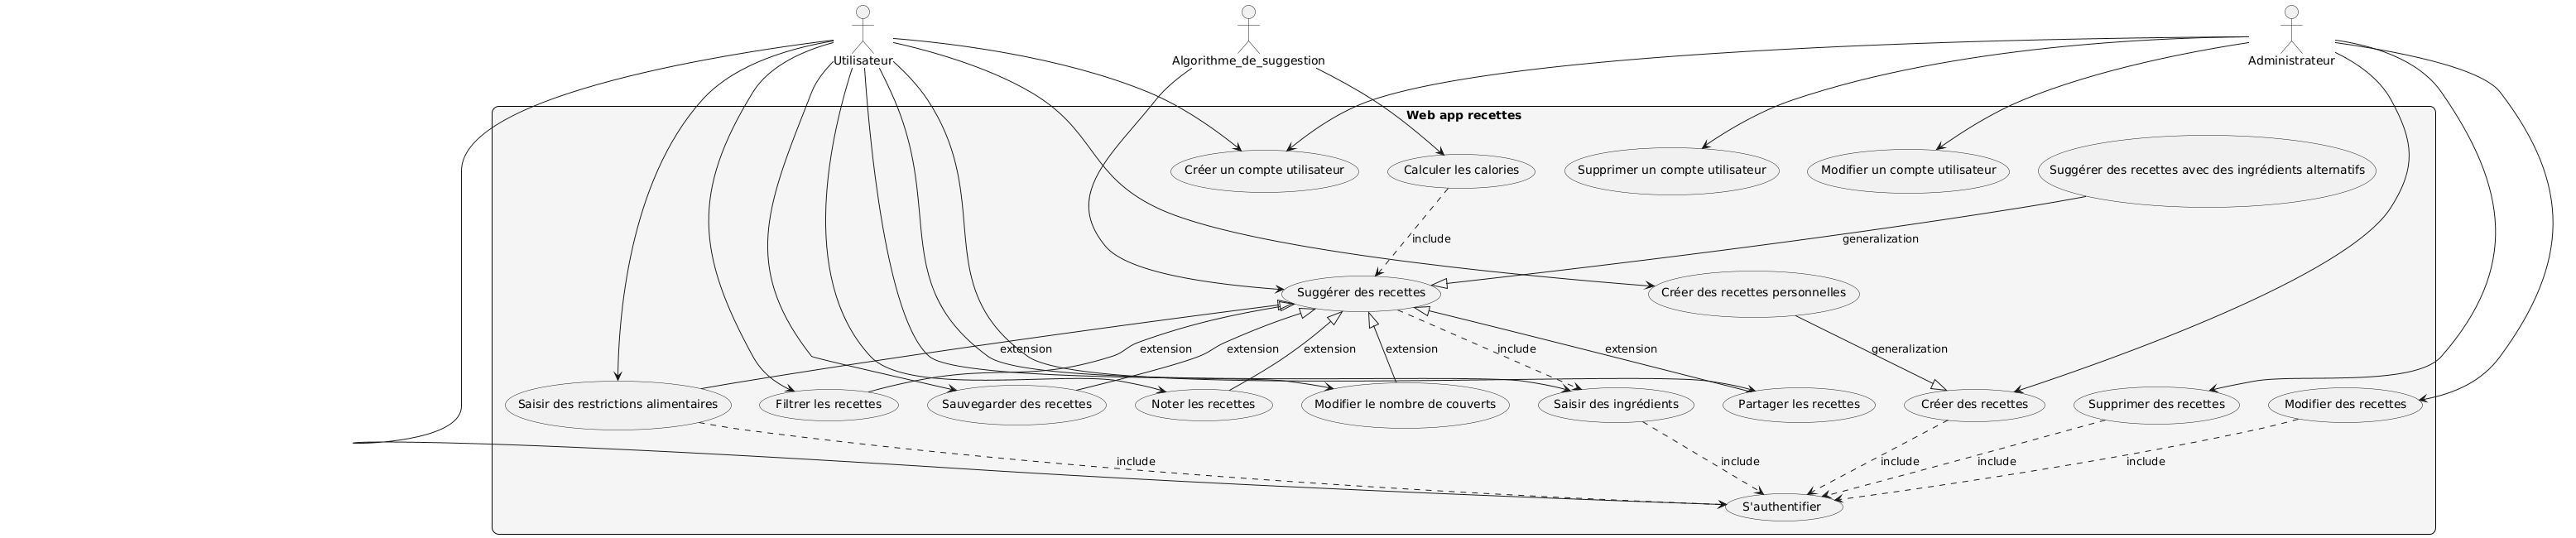 Utilisateur
Algorithme_de_suggestion
Administrateur
Web app recettes
Créer un compte utilisateur
Calculer les calories
Supprimer un compte utilisateur
Modifier un compte utilisateur
Suggérer des recettes avec des ingrédients alternatifs
include
generalization
Suggérer des recettes
Créer des recettes personnelles
extension
extension
extension
extension
extension
include
extension
generalization
Saisir des restrictions alimentaires
Filtrer les recettes
Sauvegarder des recettes
Noter les recettes
Modifier le nombre de couverts
Saisir des ingrédients
Partager les recettes
Créer des recettes
Supprimer des recettes
Modifier des recettes
include
include
include
include
include
S'authentifier